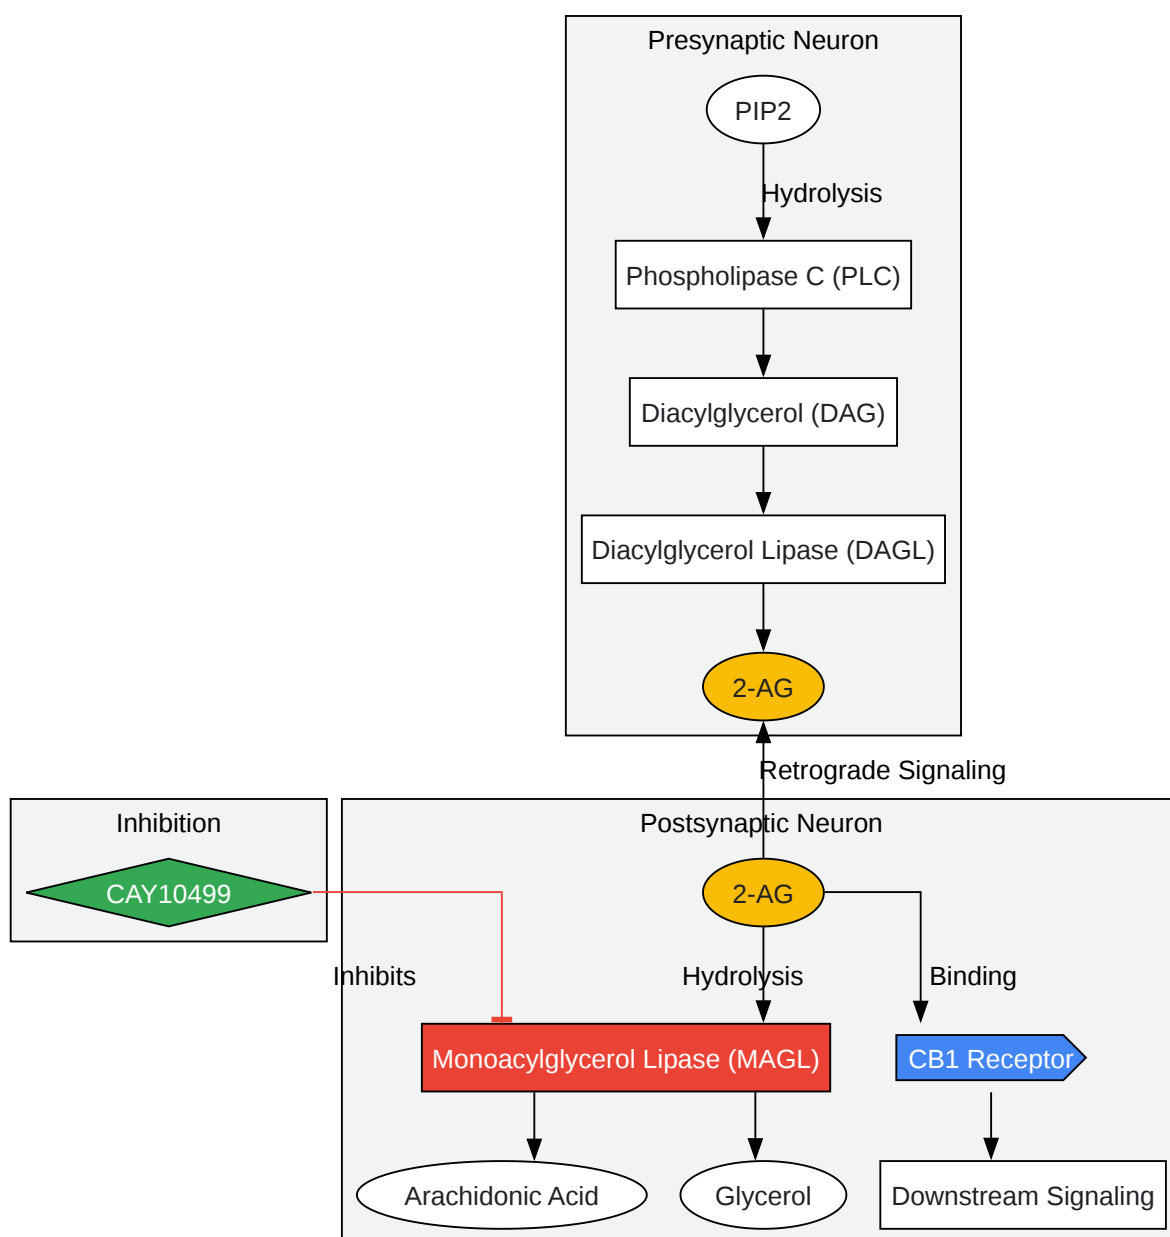 Presynaptic Neuron
PIP2
Hydrolysis
Phospholipase C (PLC)
Diacylglycerol (DAG)
Diacylglycerol Lipase (DAGL)
2-AG
Retrograde Signaling
Inhibition
CAY10499
Inhibits
Postsynaptic Neuron
2-AG
Hydrolysis
Binding
Monoacylglycerol Lipase (MAGL)
CB1 Receptor
Arachidonic Acid
Glycerol
Downstream Signaling